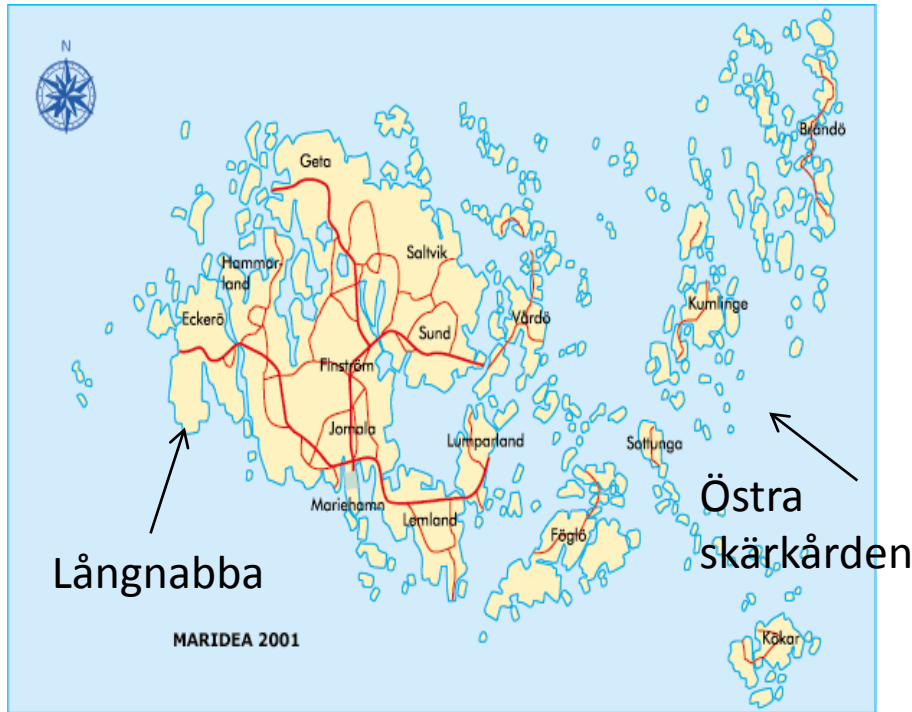 N
Brändö
Geta
Saltvik
Hammar-
land
Eckerö
Kumlinge
Vårdö
Sund
Finström
Jomala
Lumparland
Sottunga
Mariehamn
Lemland
Föglö
Östra
skärkården
Långnabba
MARIDEA 2001
Kökar